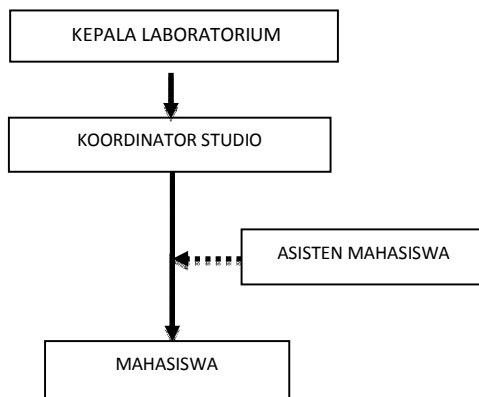 KEPALA LABORATORIUM
KOORDINATOR STUDIO
ASISTEN MAHASISWA
MAHASISWA